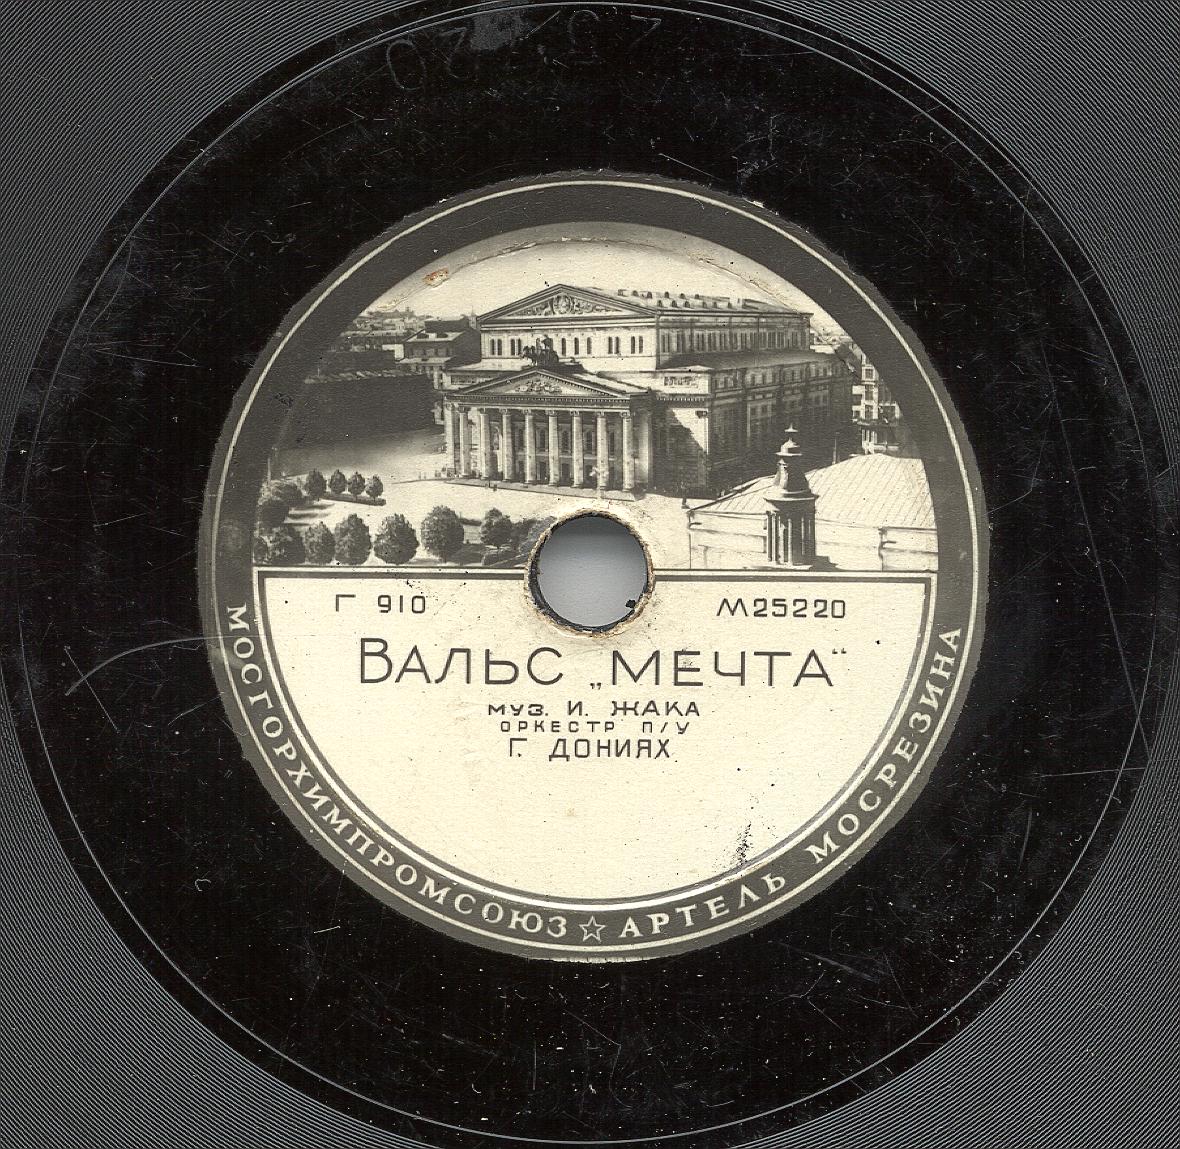 Г 910
М25220
ВАЛЬС „МЕЧТА“
МУЗ. И. ЖАКА
ОРКЕСТР П/У
Г. ДОНИЯХ
МОСГОРХИМПРОМСОЮЗ ☆ АРТЕЛЬ МОСРЕЗИНА